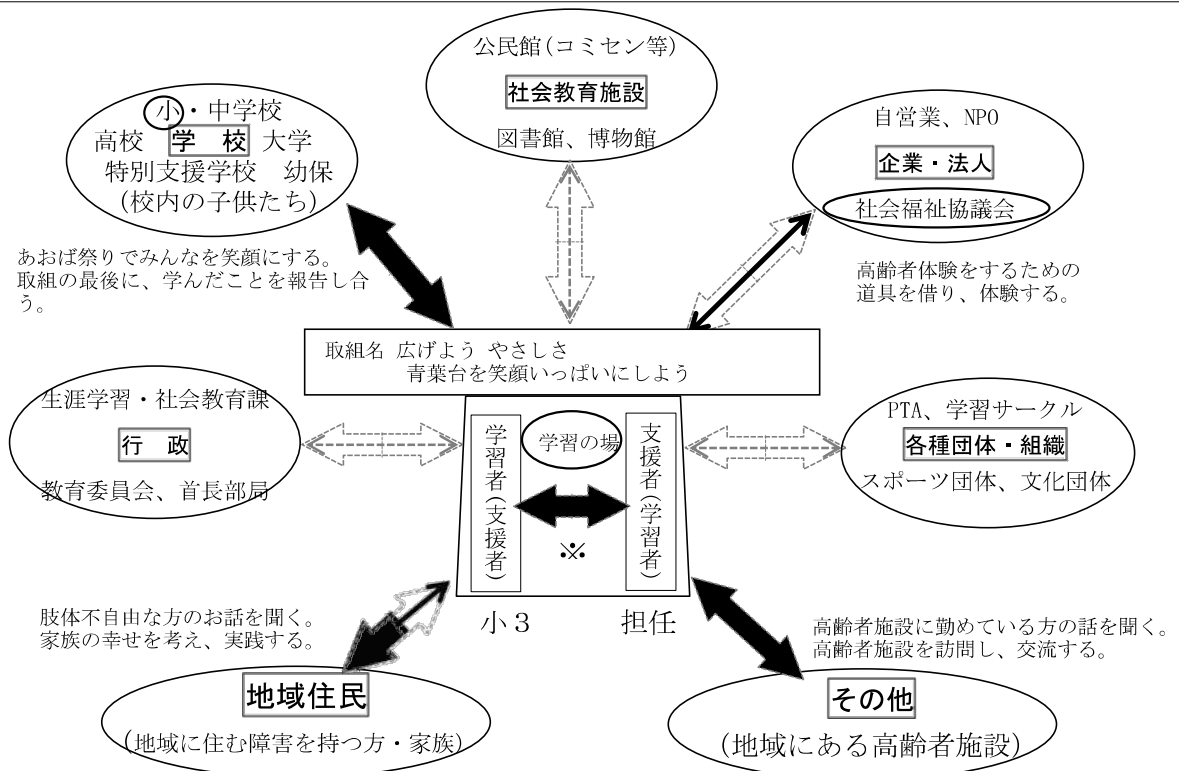 公民館(コミセン等)
社会教育施設
図書館、博物館
小・中学校
高校 学 校 大学
特別支援学校 幼保
(校内の子供たち)
自営業、NPO
企業・法人
社会福祉協議会
あおば祭りでみんなを笑顔にする。
取組の最後に、学んだことを報告し合
う。
高齢者体験をするための
道具を借り、体験する。
取組名 広げよう やさしさ
青葉台を笑顔いっぱいにしよう
生涯学習・社会教育課
行 政
教育委員会、首長部局
学習者(支援者)
学習の場
※
支援者(学習者)
小3 担任
PTA、学習サークル
各種団体・組織
スポーツ団体、文化団体
肢体不自由な方のお話を聞く。
家族の幸せを考え、実践する。
高齢者施設に勤めている方の話を聞く。
高齢者施設を訪問し、交流する。
地域住民
(地域に住む障害を持つ方・家族)
その他
(地域にある高齢者施設)